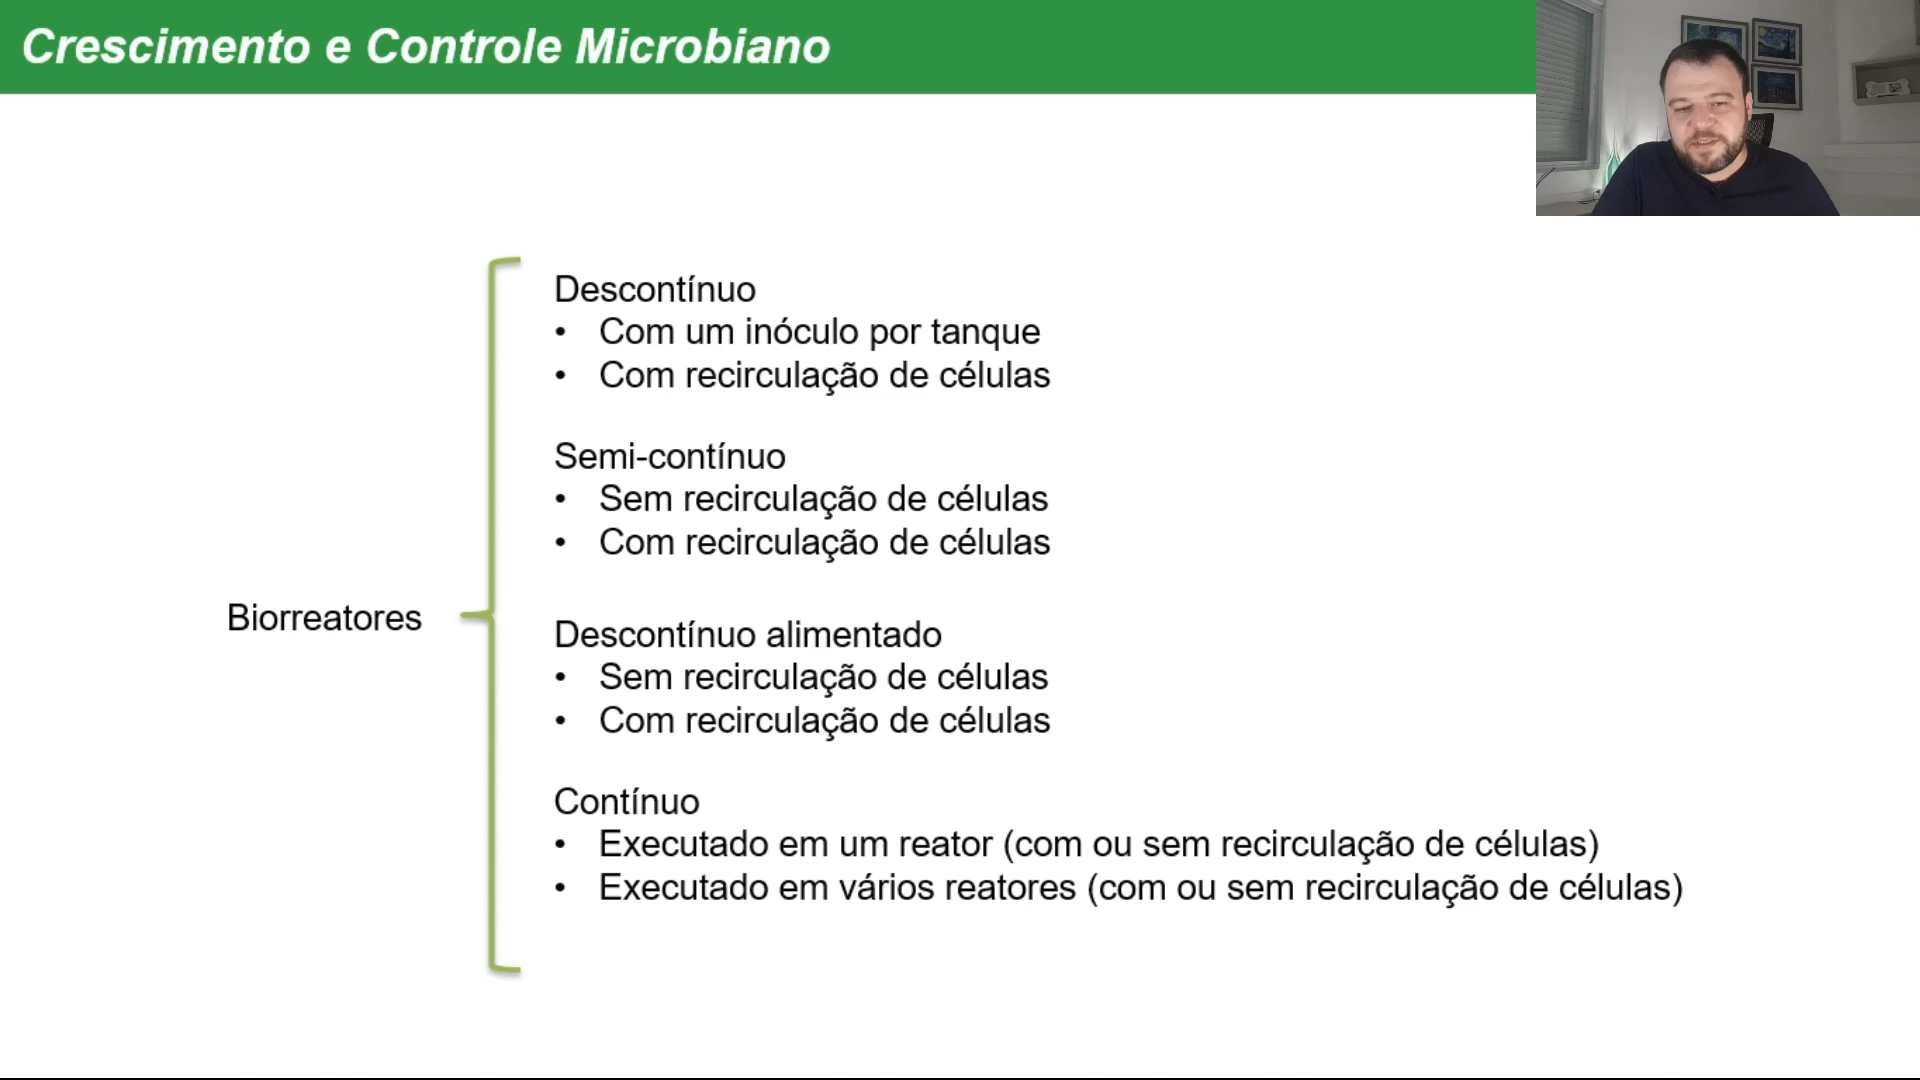 Crescimento e Controle Microbiano
Descontínuo
• Com um inóculo por tanque
• Com recirculação de células
Semi-contínuo
• Sem recirculação de células
• Com recirculação de células
Biorreatores
Descontínuo alimentado
• Sem recirculação de células
• Com recirculação de células
Contínuo
• Executado em um reator (com ou sem recirculação de células)
• Executado em vários reatores (com ou sem recirculação de células)